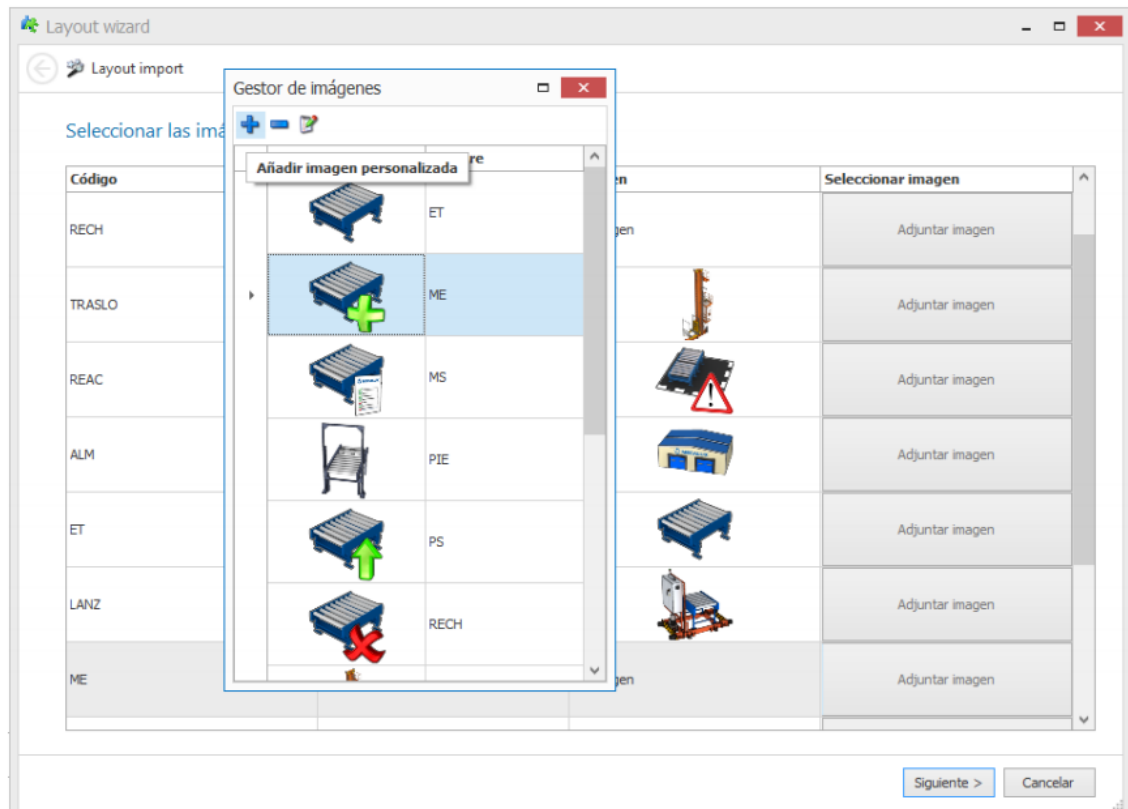 Layout wizard
Layout import
Seleccionar las imá
Gestor de imágenes
Añadir imagen personalizada
re
ET
ME
MS
PIE
PS
RECH
Código
en
Seleccionar imagen
RECH
gen
Adjuntar imagen
TRASLO
Adjuntar imagen
REAC
Adjuntar imagen
ALM
Adjuntar imagen
ET
Adjuntar imagen
LANZ
Adjuntar imagen
ME
gen
Adjuntar imagen
Siguiente >
Cancelar